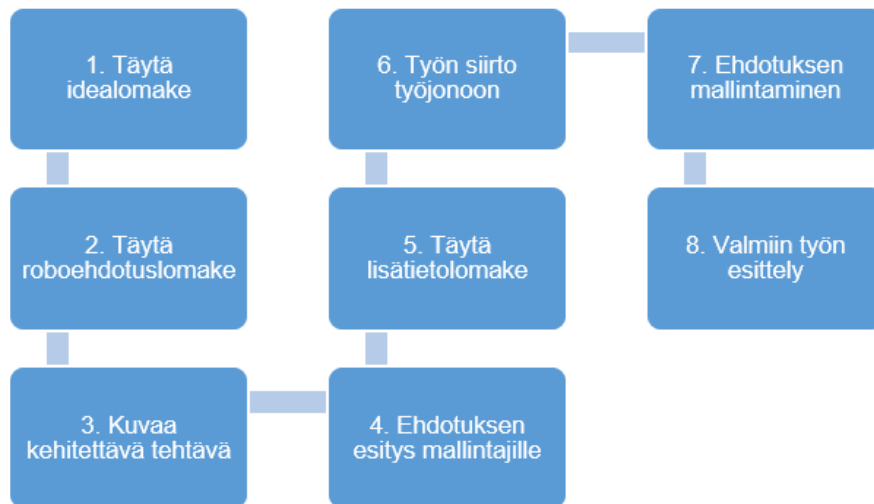 1. Täytä
idealomake
2. Täytä
roboehdotuslomake
3. Kuvaa
kehitettävä tehtävä
4. Ehdotuksen
esitys mallintajille
5. Täytä
lisätietolomake
6. Työn siirto
työjonoon
7. Ehdotuksen
mallintaminen
8. Valmiin työn
esittely